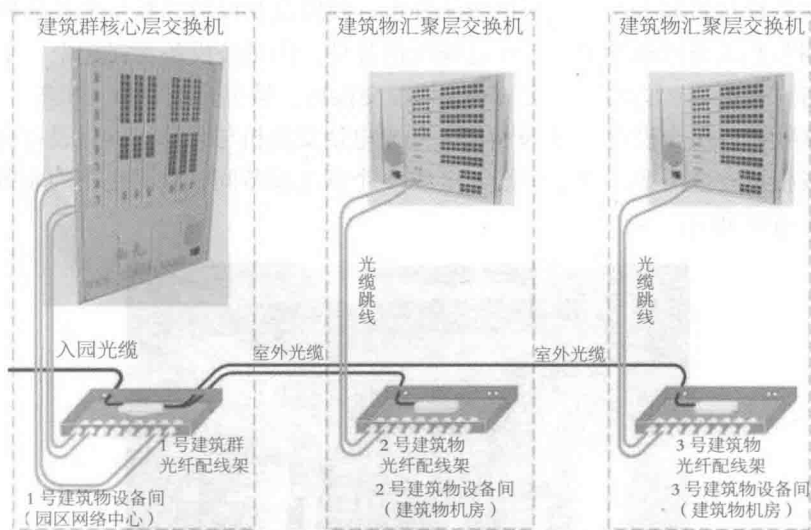 建筑群核心层交换机
建筑物汇聚层交换机
建筑物汇聚层交换机
光缆跳线
光缆跳线
入园光缆
室外光缆
室外光缆
1号建筑群
光纤配线架
2号建筑物
光纤配线架
3号建筑物
光纤配线架
1号建筑物设备间
（园区网络中心）
2号建筑物设备间
（建筑物机房）
3号建筑物设备间
（建筑物机房）